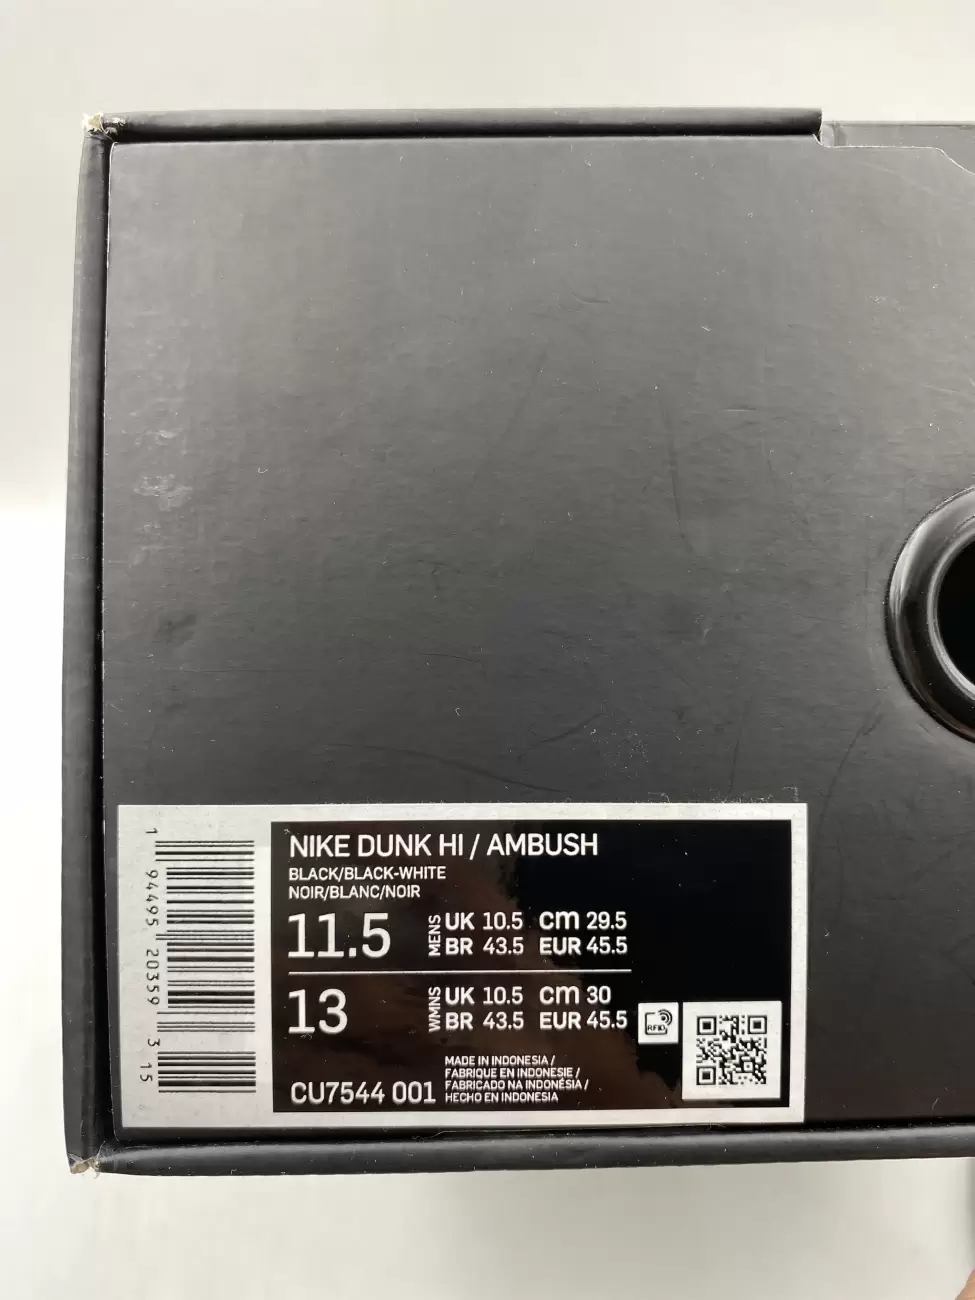 NIKE DUNK HI / AMBUSH
BLACK/BLACK-WHITE
NOIR/BLANC/NOIR
11.5 MENS UK 10.5 CM 29.5
BR 43.5 EUR 45.5
13 WMNS UK 10.5 CM 30
BR 43.5 EUR 45.5
RFID
MADE IN INDONESIA /
FABRIQUE EN INDONESIE /
FABRICADO NA INDONÉSIA /
HECHO EN INDONESIA
CU7544 001
1 94495 20359 3 15